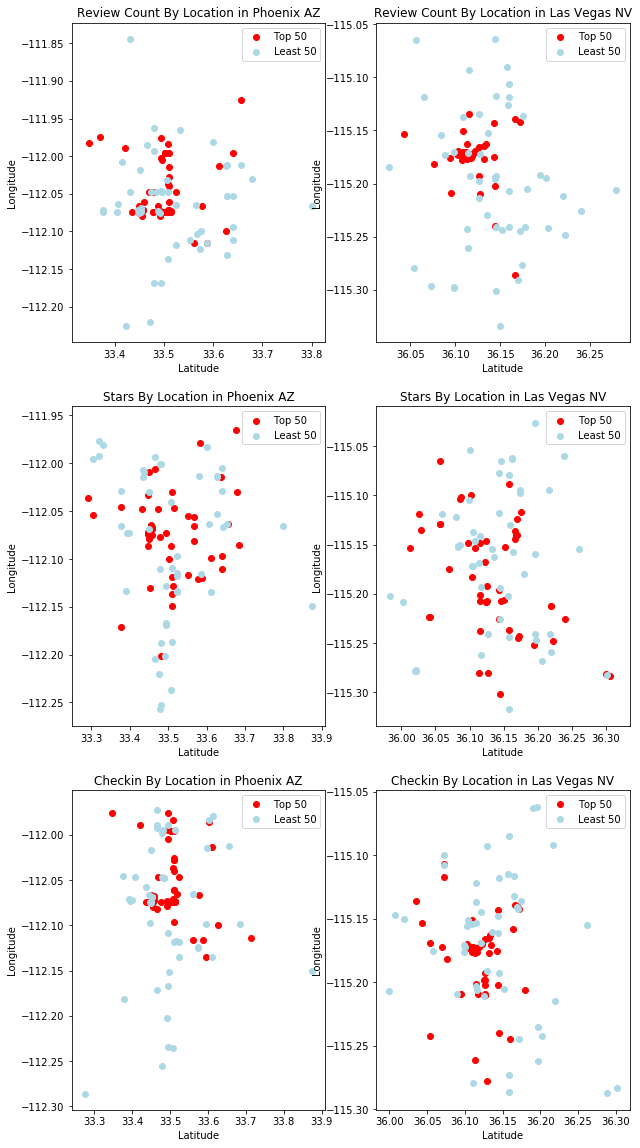 Review Count By Location in Phoenix AZ
Top 50
Least 50
−111.85
−111.90
−111.95
−112.00
−112.05
−112.10
−112.15
−112.20
Longitude
33.4
33.5
33.6
33.7
33.8
Latitude
Review Count By Location in Las Vegas NV
Top 50
Least 50
−115.05
−115.10
−115.15
−115.20
−115.25
−115.30
Longitude
36.05
36.10
36.15
36.20
36.25
Latitude
Stars By Location in Phoenix AZ
Top 50
Least 50
−111.95
−112.00
−112.05
−112.10
−112.15
−112.20
−112.25
Longitude
33.3
33.4
33.5
33.6
33.7
33.8
33.9
Latitude
Stars By Location in Las Vegas NV
Top 50
Least 50
−115.05
−115.10
−115.15
−115.20
−115.25
−115.30
Longitude
36.00
36.05
36.10
36.15
36.20
36.25
36.30
Latitude
Checkin By Location in Phoenix AZ
Top 50
Least 50
−112.00
−112.05
−112.10
−112.15
−112.20
−112.25
−112.30
Longitude
33.3
33.4
33.5
33.6
33.7
33.8
33.9
Latitude
Checkin By Location in Las Vegas NV
Top 50
Least 50
−115.05
−115.10
−115.15
−115.20
−115.25
−115.30
Longitude
36.00
36.05
36.10
36.15
36.20
36.25
36.30
Latitude